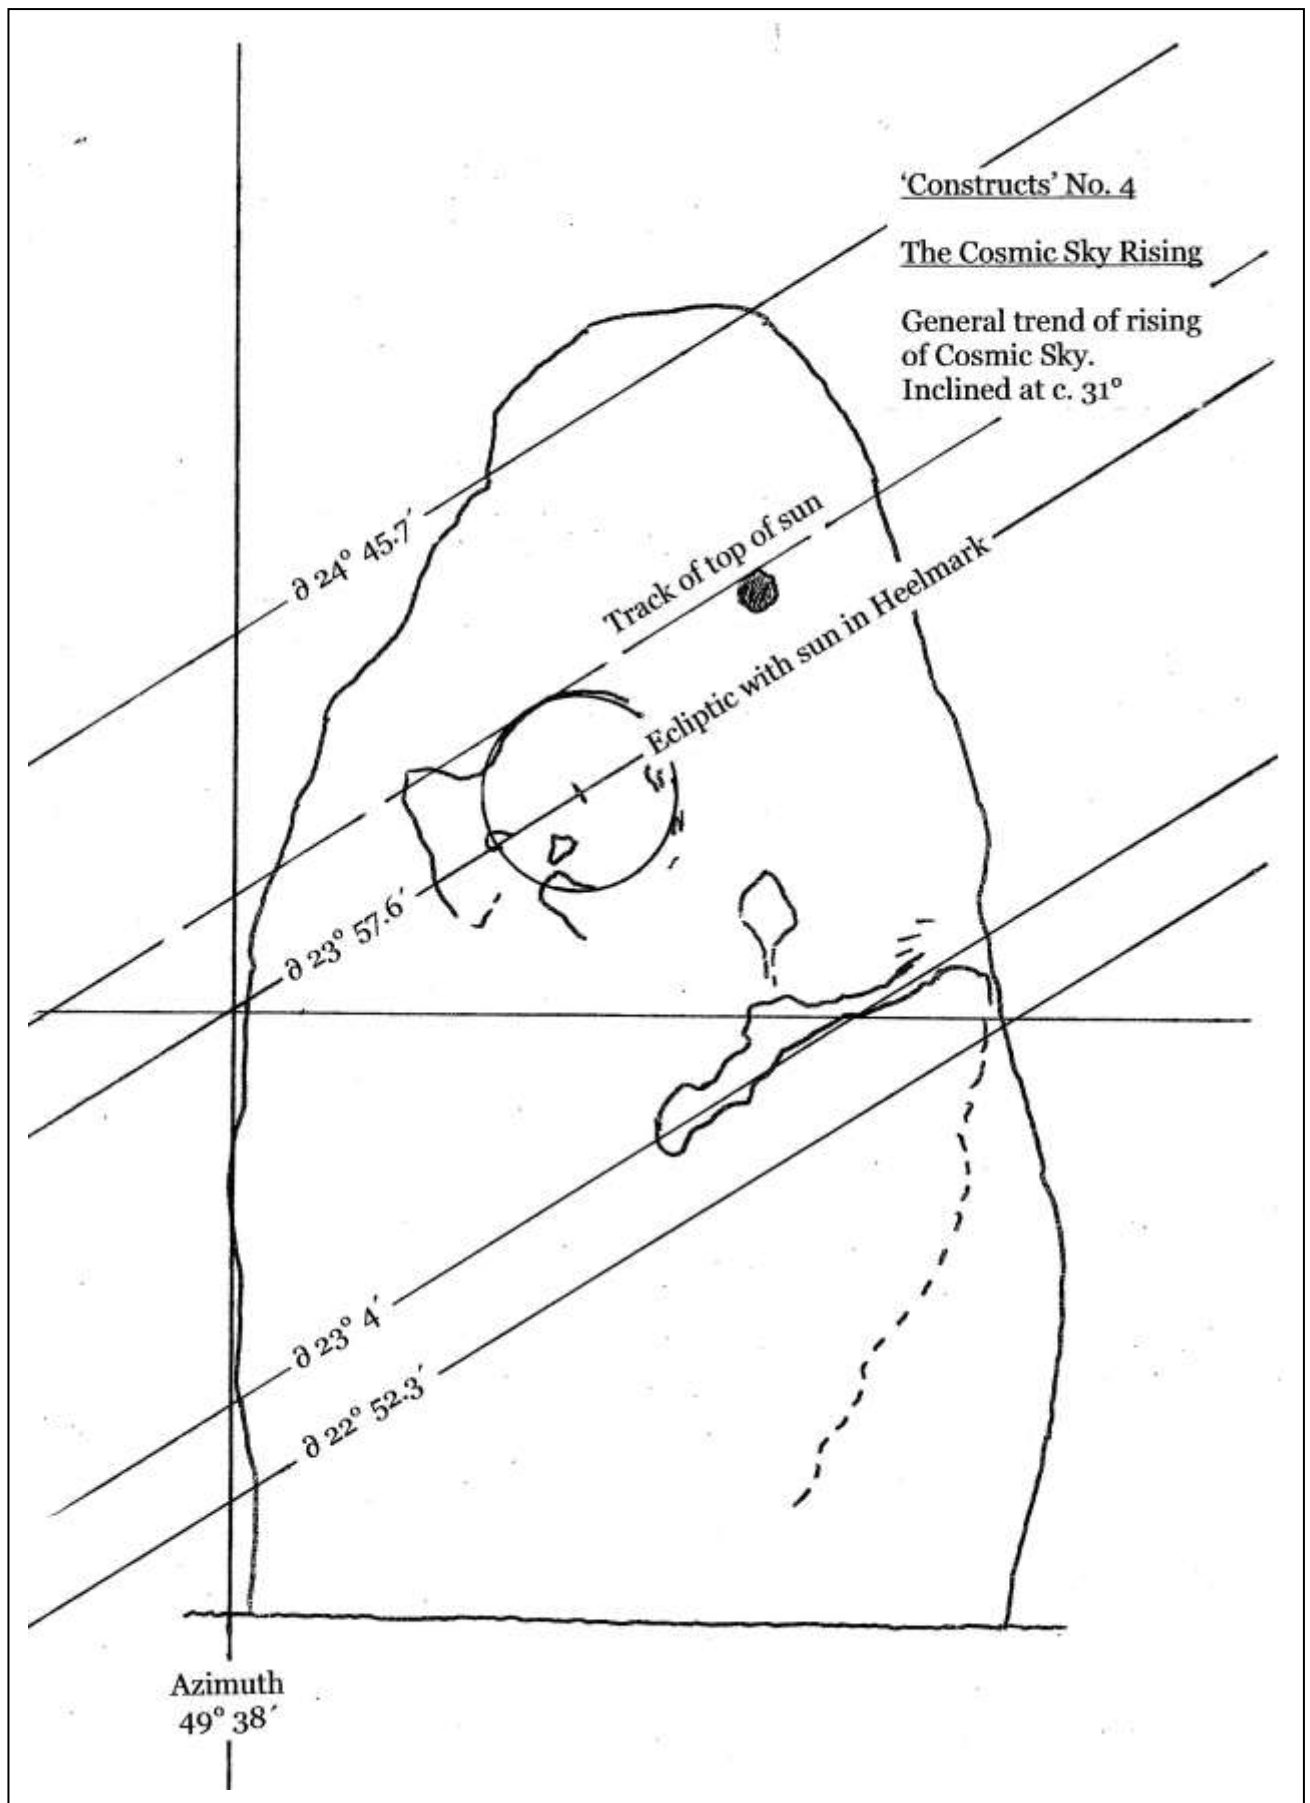 ‘Constructs’ No. 4
The Cosmic Sky Rising
General trend of rising
of Cosmic Sky.
Inclined at c. 31°
∂ 24° 45.7′
Track of top of sun
Ecliptic with sun in Heelmark
∂ 23° 57.6′
∂ 23° 4′
∂ 22° 52.3′
Azimuth
49° 38′